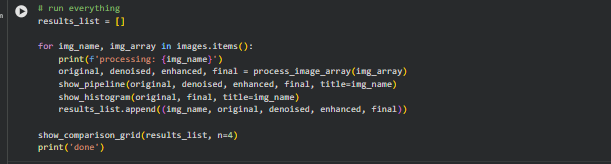 # run everything
results_list = []

for img_name, img_array in images.items():
    print(f'processing: {img_name}')
    original, denoised, enhanced, final = process_image_array(img_array)
    show_pipeline(original, denoised, enhanced, final, title=img_name)
    show_histogram(original, final, title=img_name)
    results_list.append((img_name, original, denoised, enhanced, final))

show_comparison_grid(results_list, n=4)
print('done')